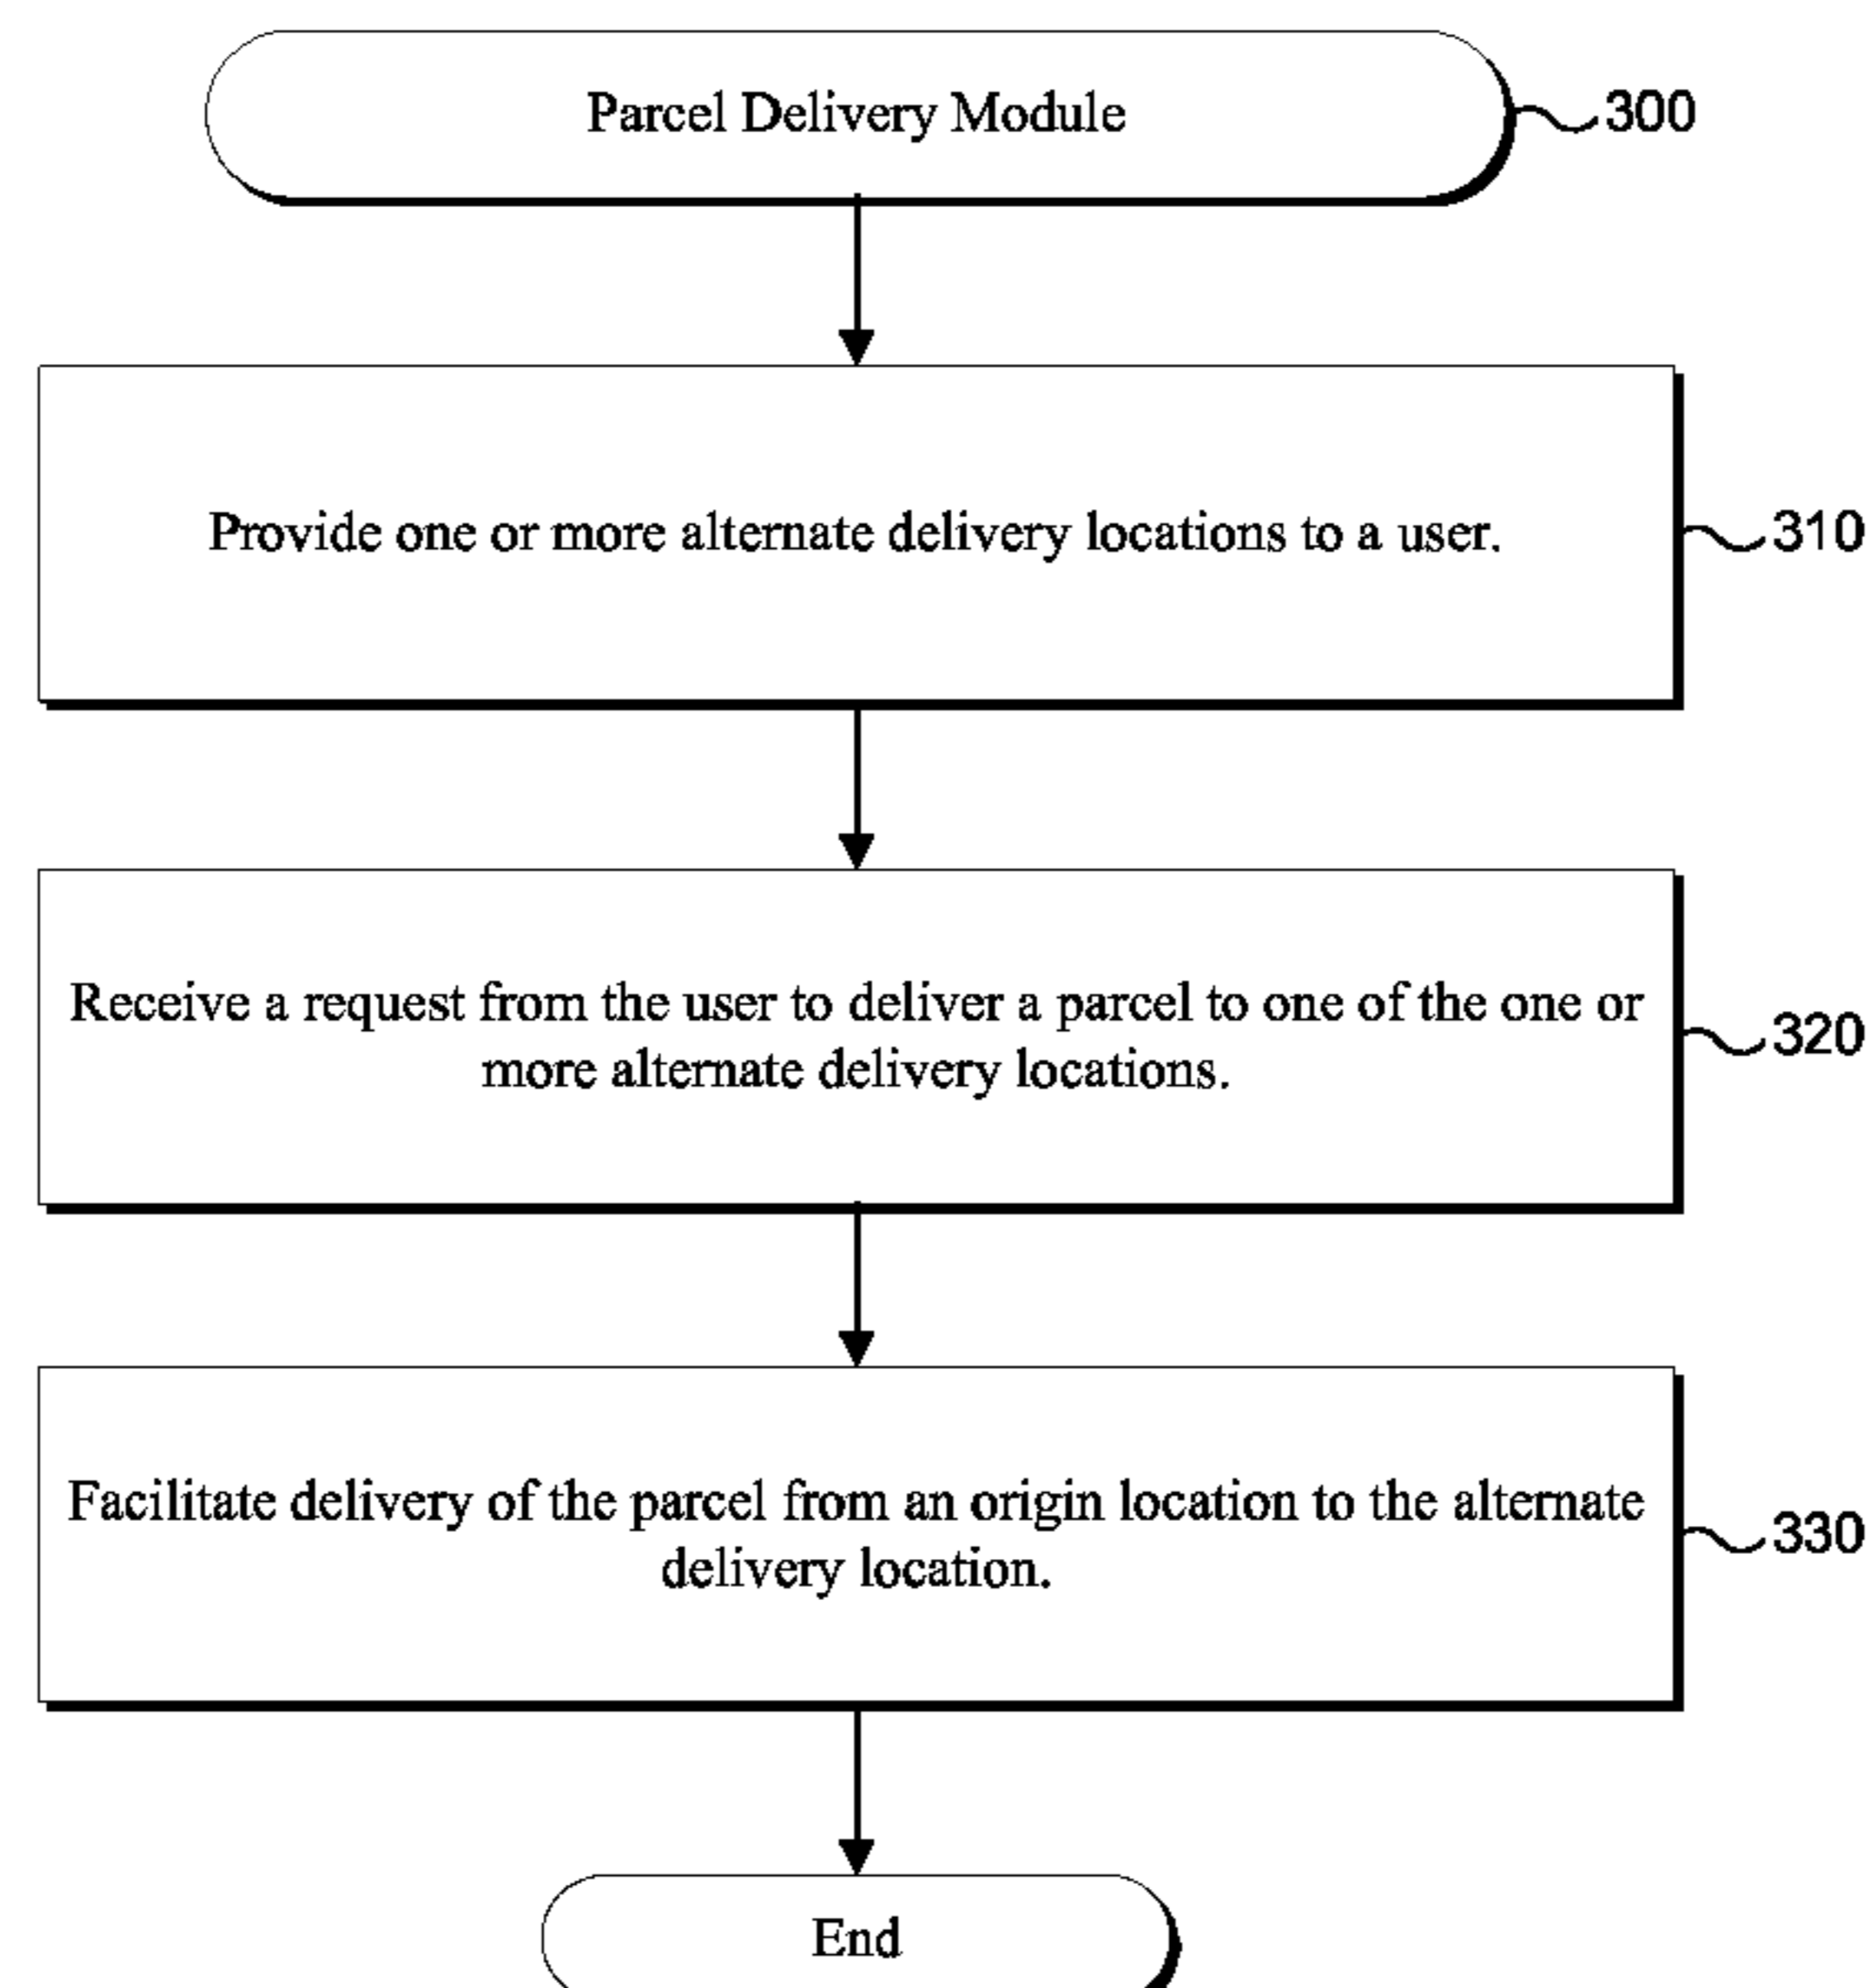 Parcel Delivery Module
300
Provide one or more alternate delivery locations to a user.
310
Receive a request from the user to deliver a parcel to one of the one or
more alternate delivery locations.
320
Facilitate delivery of the parcel from an origin location to the alternate
delivery location.
330
End